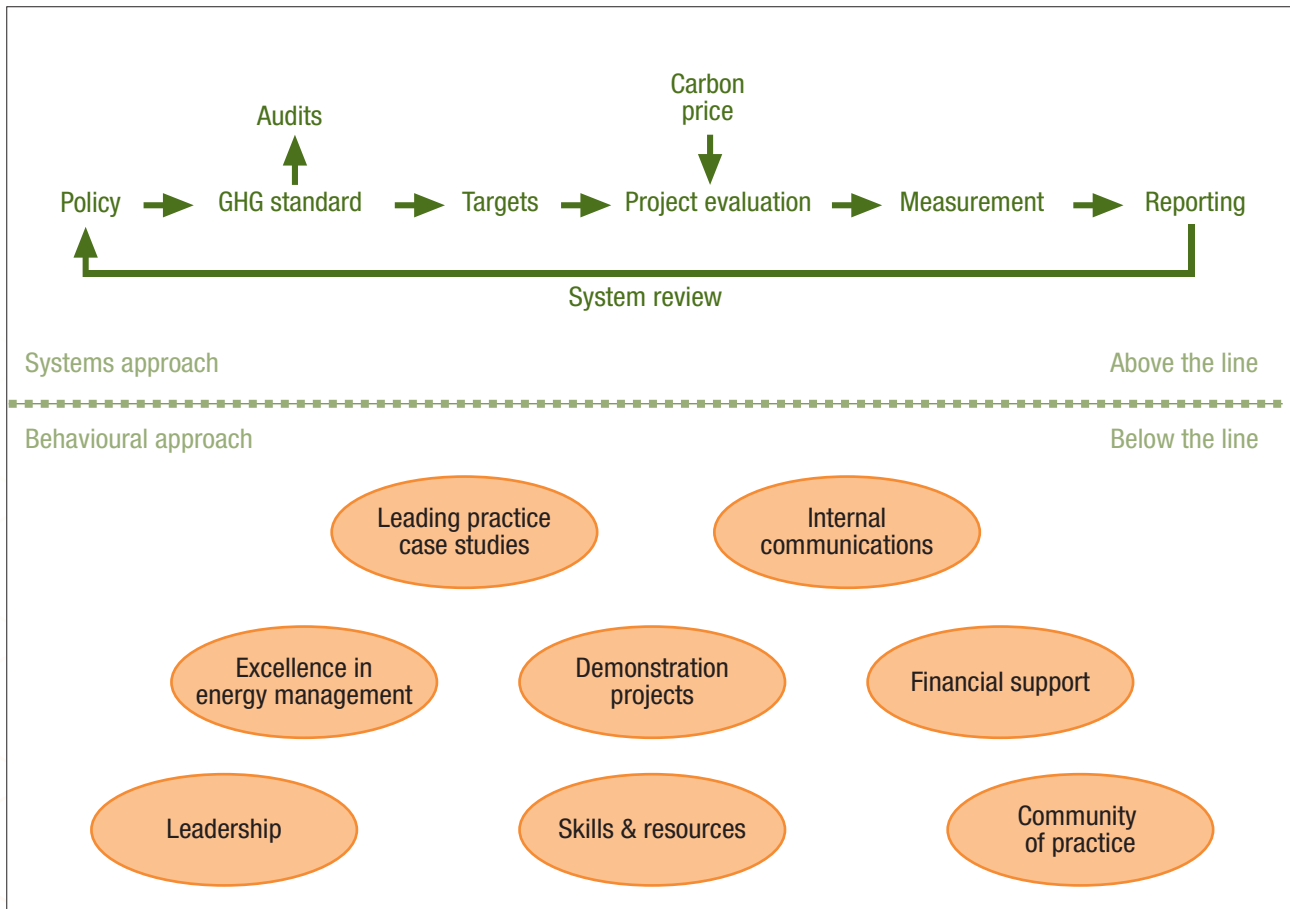 Carbon
price
Audits
Policy
GHG standard
Targets
Project evaluation
Measurement
Reporting
System review
Systems approach
Above the line
Behavioural approach
Below the line
Leading practice
case studies
Internal
communications
Excellence in
energy management
Demonstration
projects
Financial support
Leadership
Skills & resources
Community
of practice